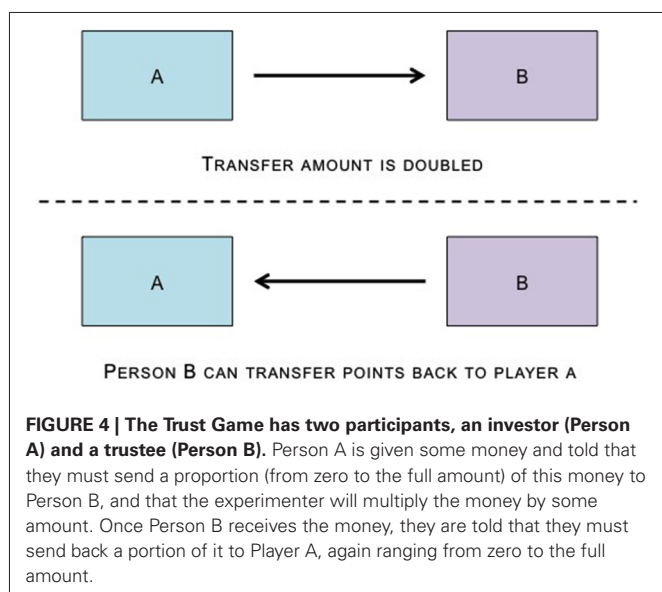 A
B
TRANSFER AMOUNT IS DOUBLED
A
B
PERSON B CAN TRANSFER POINTS BACK TO PLAYER A
FIGURE 4 | The Trust Game has two participants, an investor (Person
A) and a trustee (Person B). Person A is given some money and told that
they must send a proportion (from zero to the full amount) of this money to
Person B, and that the experimenter will multiply the money by some
amount. Once Person B receives the money, they are told that they must
send back a portion of it to Player A, again ranging from zero to the full
amount.